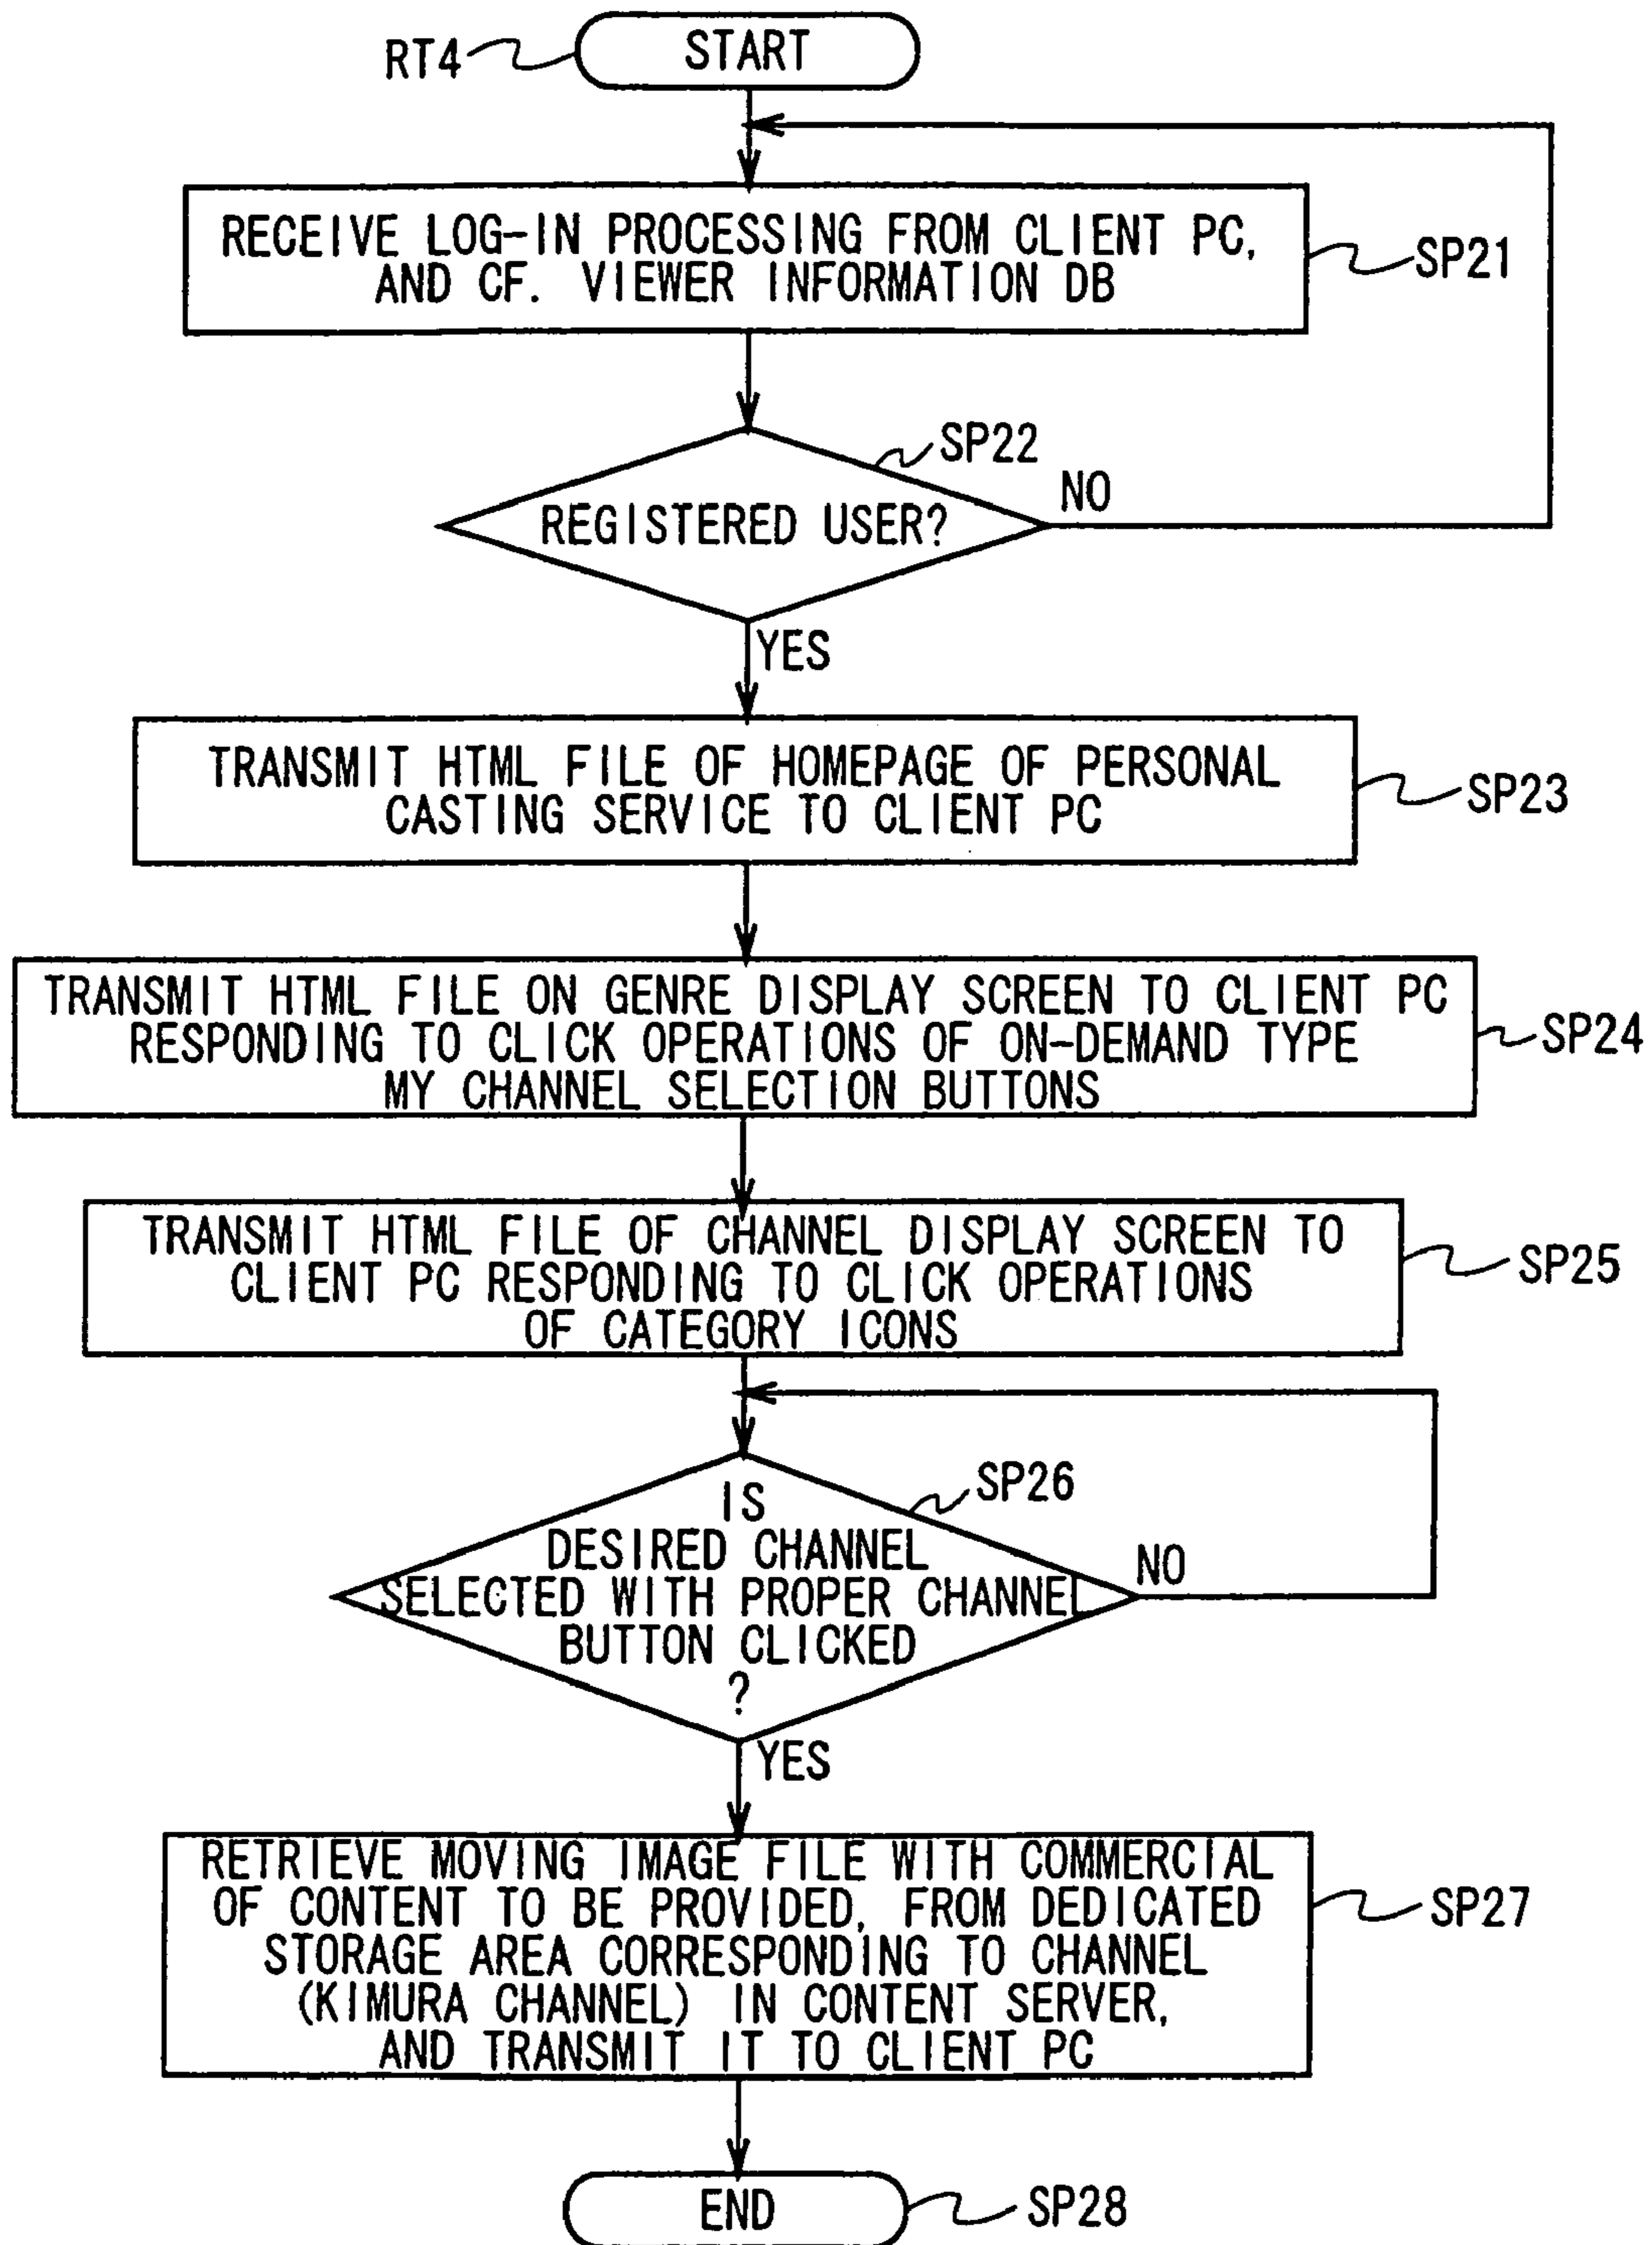 RT4
START
RECEIVE LOG-IN PROCESSING FROM CLIENT PC,
AND CF. VIEWER INFORMATION DB
SP21
SP22
REGISTERED USER?
NO
YES
TRANSMIT HTML FILE OF HOMEPAGE OF PERSONAL
CASTING SERVICE TO CLIENT PC
SP23
TRANSMIT HTML FILE ON GENRE DISPLAY SCREEN TO CLIENT PC
RESPONDING TO CLICK OPERATIONS OF ON-DEMAND TYPE
MY CHANNEL SELECTION BUTTONS
SP24
TRANSMIT HTML FILE OF CHANNEL DISPLAY SCREEN TO
CLIENT PC RESPONDING TO CLICK OPERATIONS
OF CATEGORY ICONS
SP25
SP26
IS
DESIRED CHANNEL
SELECTED WITH PROPER CHANNEL
BUTTON CLICKED
?
NO
YES
RETRIEVE MOVING IMAGE FILE WITH COMMERCIAL
OF CONTENT TO BE PROVIDED, FROM DEDICATED
STORAGE AREA CORRESPONDING TO CHANNEL
(KIMURA CHANNEL) IN CONTENT SERVER,
AND TRANSMIT IT TO CLIENT PC
SP27
END
SP28